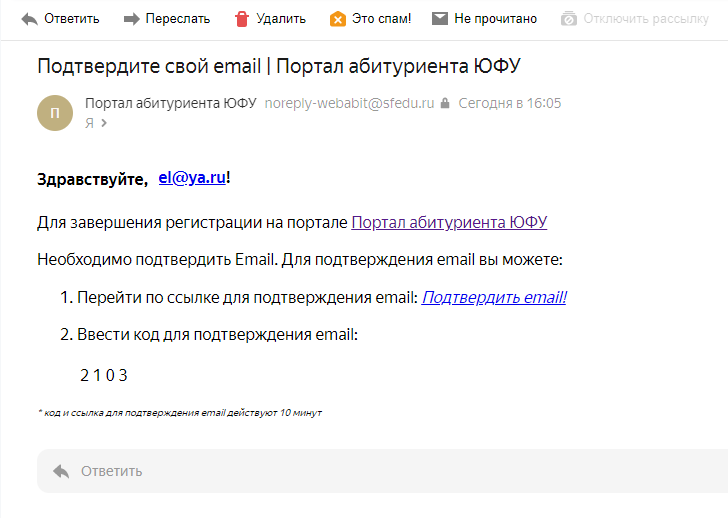 Ответить Переслать Удалить Это спам! Не прочитано Отключить рассылку
Подтвердите свой email | Портал абитуриента ЮФУ
П
Портал абитуриента ЮФУ noreply-webabit@sfedu.ru Сегодня в 16:05
Я
Здравствуйте, el@ya.ru!
Для завершения регистрации на портале Портал абитуриента ЮФУ
Необходимо подтвердить Email. Для подтверждения email вы можете:
1. Перейти по ссылке для подтверждения email: Подтвердить email!
2. Ввести код для подтверждения email:
2 1 0 3
* код и ссылка для подтверждения email действуют 10 минут
Ответить